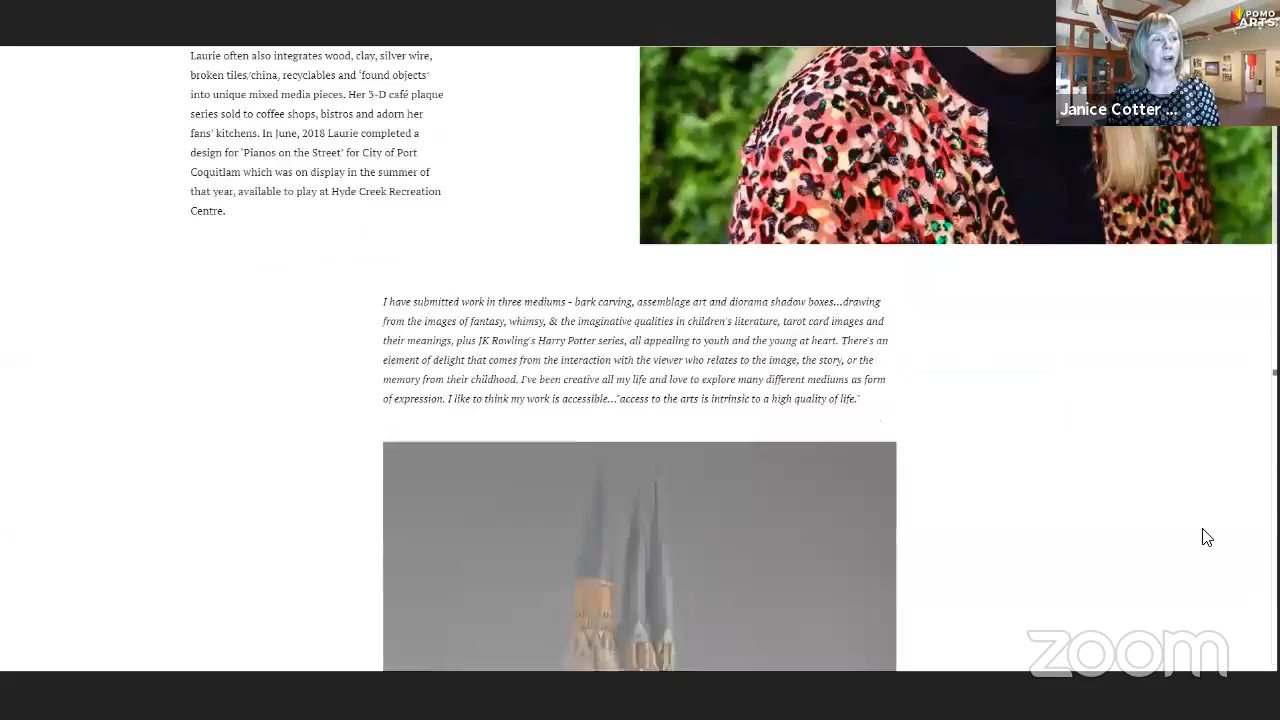 POMO
ARTS.
Janice Cotter ...
Laurie often also integrates wood, clay, silver wire,
broken tiles/china, recyclables and 'found objects'
into unique mixed media pieces. Her 3-D café plaque
series sold to coffee shops, bistros and adorn her
fans' kitchens. In June, 2018 Laurie completed a
design for 'Pianos on the Street' for City of Port
Coquitlam which was on display in the summer of
that year, available to play at Hyde Creek Recreation
Centre.
I have submitted work in three mediums - bark carving, assemblage art and diorama shadow boxes...drawing
from the images of fantasy, whimsy, & the imaginative qualities in children's literature, tarot card images and
their meanings, plus JK Rowling's Harry Potter series, all appealing to youth and the young at heart. There's an
element of delight that comes from the interaction with the viewer who relates to the image, the story, or the
memory from their childhood. I've been creative all my life and love to explore many different mediums as form
of expression. I like to think my work is accessible..."access to the arts is intrinsic to a high quality of life."
zoom